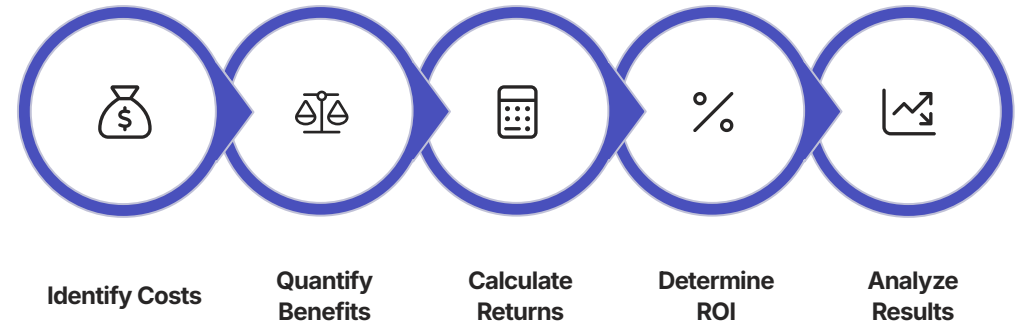 $
Identify Costs
Quantify
Benefits
Calculate
Returns
Determine
ROI
Analyze
Results